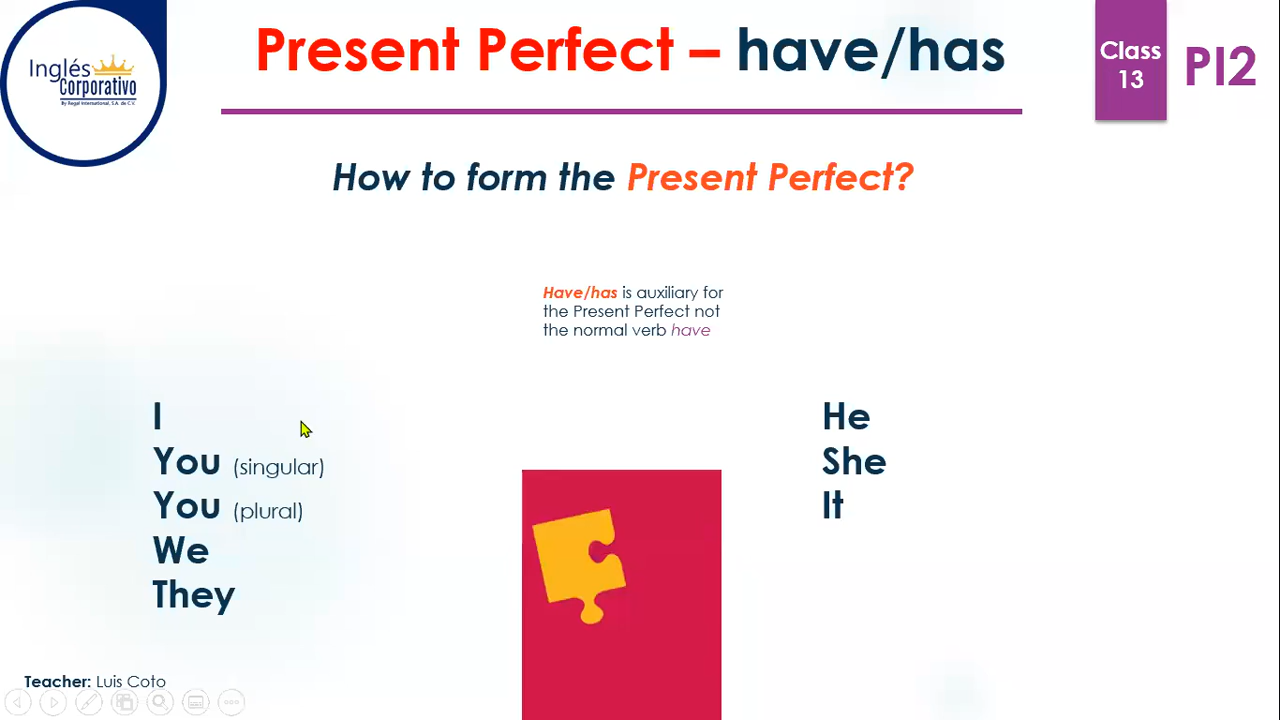 Inglés
Corporativo
By Regal International, S.A. de C.V.
Present Perfect – have/has
Class
13
PI2
How to form the Present Perfect?
Have/has is auxiliary for
the Present Perfect not
the normal verb have
I
You (singular)
You (plural)
We
They
He
She
It
Teacher: Luis Coto